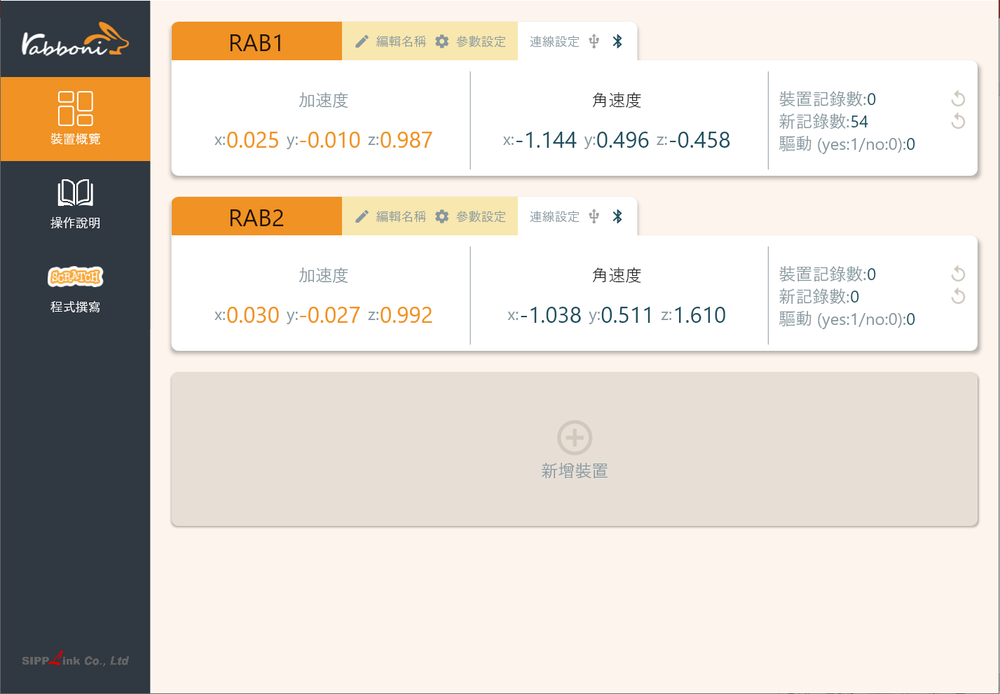 rabboni
裝置概覽
操作說明
SCRATCH
程式撰寫
SIPPLink Co., Ltd
RAB1 編輯名稱 參數設定 連線設定
加速度
x:0.025 y:-0.010 z:0.987
角速度
x:-1.144 y:0.496 z:-0.458
裝置記錄數:0
新記錄數:54
驅動 (yes:1/no:0):0
RAB2 編輯名稱 參數設定 連線設定
加速度
x:0.030 y:-0.027 z:0.992
角速度
x:-1.038 y:0.511 z:1.610
裝置記錄數:0
新記錄數:0
驅動 (yes:1/no:0):0
新增裝置